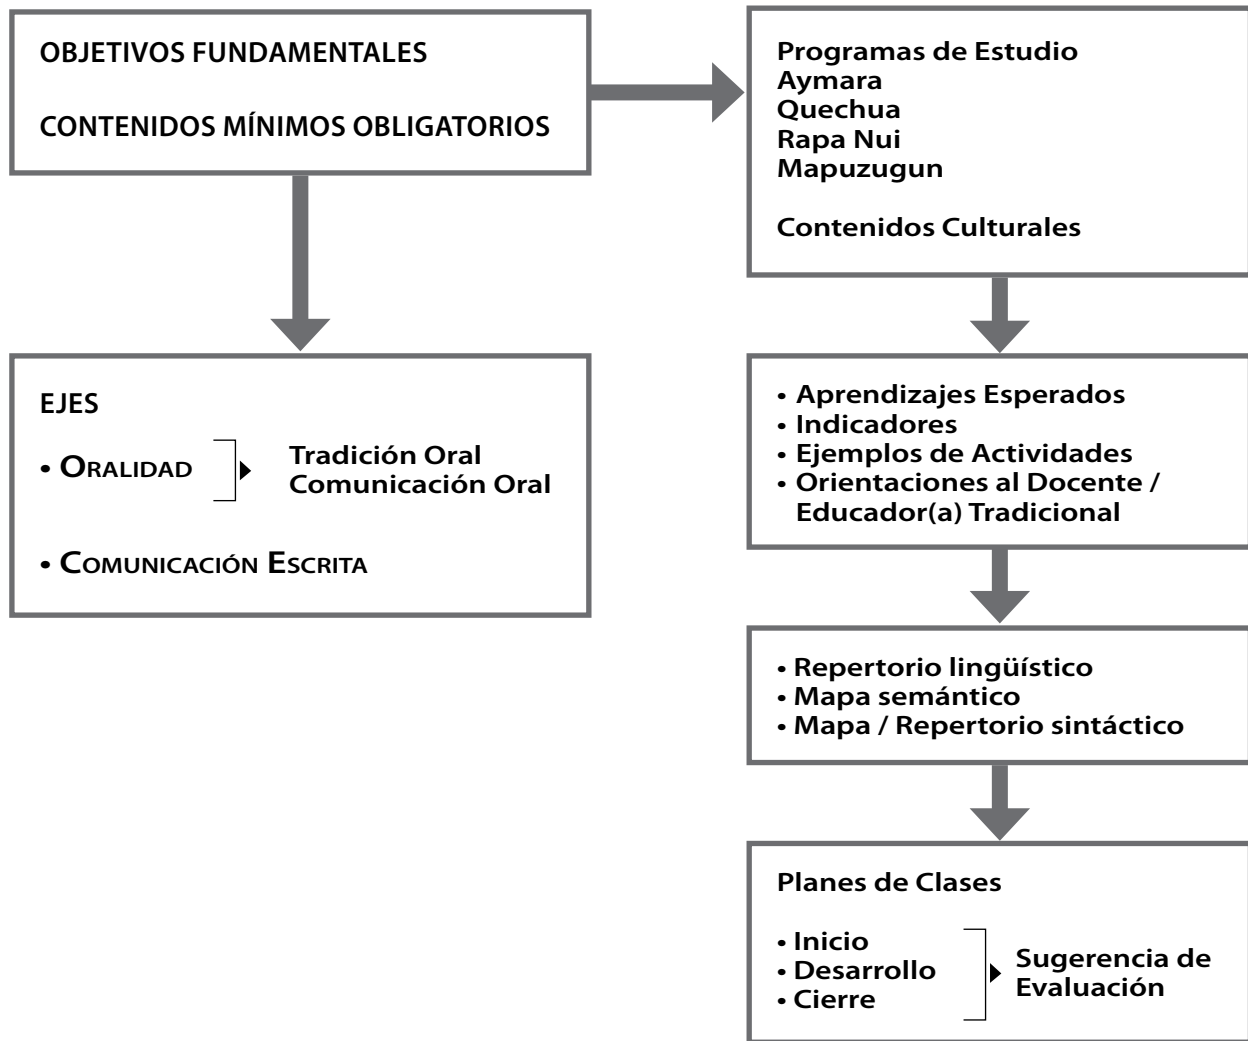 OBJETIVOS FUNDAMENTALES
CONTENIDOS MÍNIMOS OBLIGATORIOS
Programas de Estudio
Aymara
Quechua
Rapa Nui
Mapuzugun
Contenidos Culturales
EJES
• ORALIDAD
Tradición Oral
Comunicación Oral
• COMUNICACIÓN ESCRITA
• Aprendizajes Esperados
• Indicadores
• Ejemplos de Actividades
• Orientaciones al Docente /
Educador(a) Tradicional
• Repertorio lingüístico
• Mapa semántico
• Mapa / Repertorio sintáctico
Planes de Clases
• Inicio
• Desarrollo
• Cierre
Sugerencia de
Evaluación